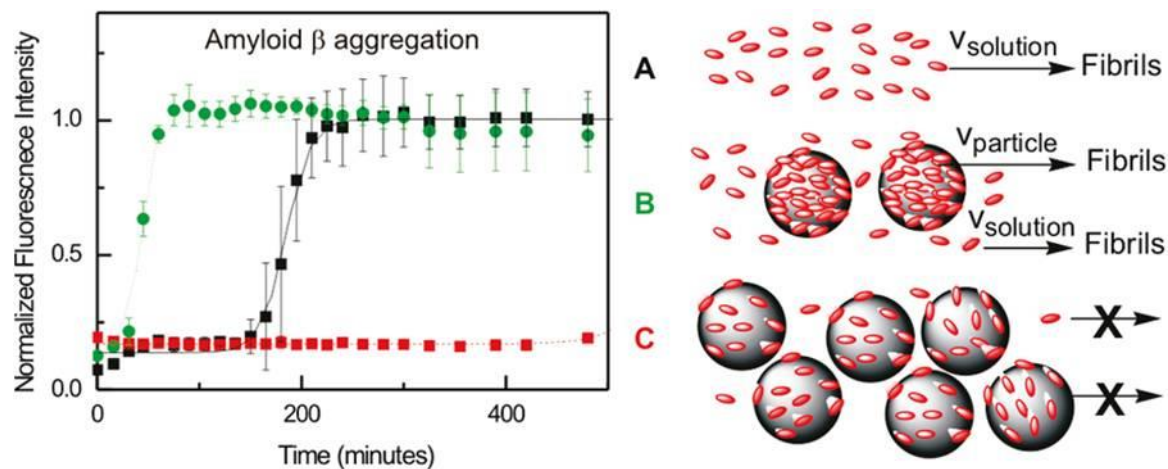 Amyloid β aggregation
Normalized Fluoresnece Intensity
1.0
0.5
0.0
0
200
400
Time (minutes)
A
Vsolution
Fibrils
B
Vparticle
Fibrils
Vsolution
Fibrils
C
X
X